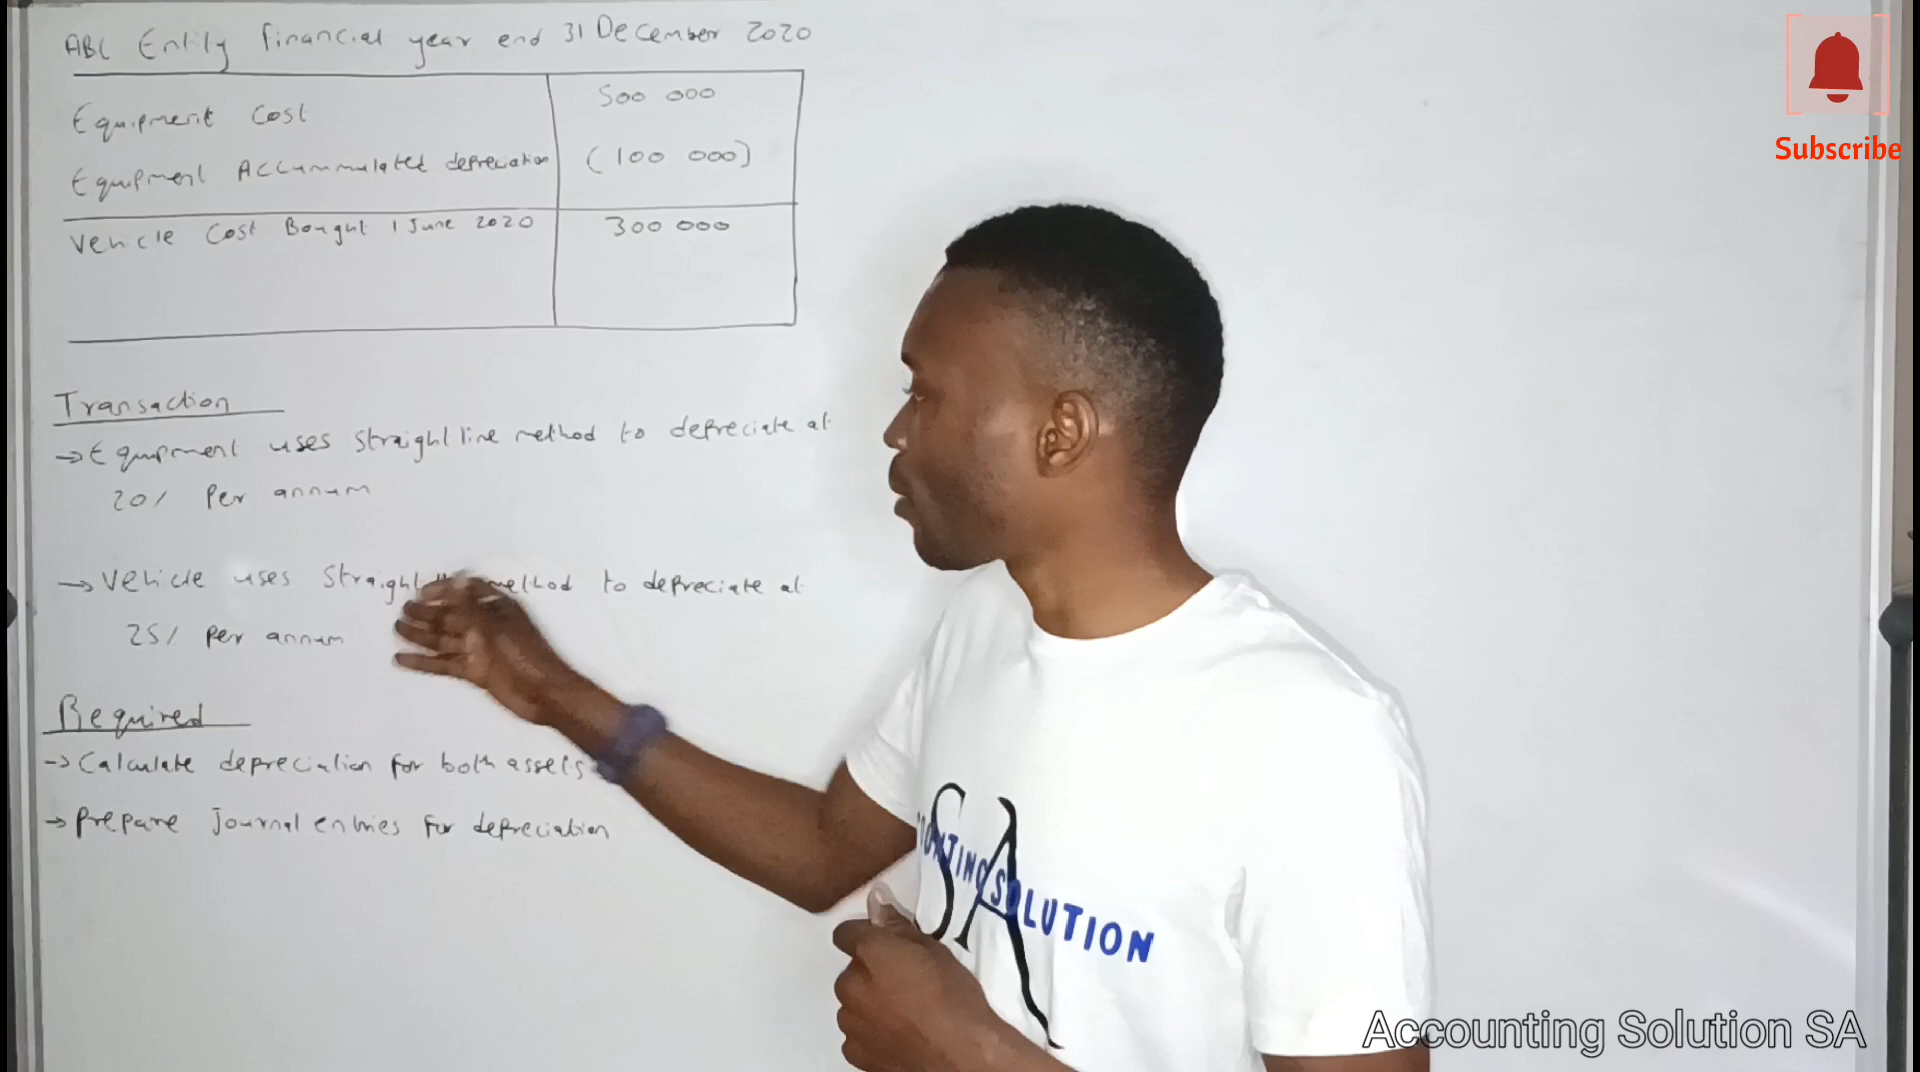 ABC Entity financial year end 31 December 2020
Equipment Cost 500 000
Equipment Accummulated depreciation (100 000)
Vehicle Cost Bought 1 June 2020 300 000
Transaction
→ Equipment uses straight line method to depreciate at
20% Per annum
→ Vehicle uses straight method to depreciate at
25% Per annum
Required
→ Calculate depreciation for both assets
→ Prepare journal entries for depreciation
Subscribe
SA
SOLUTION
Accounting Solution SA